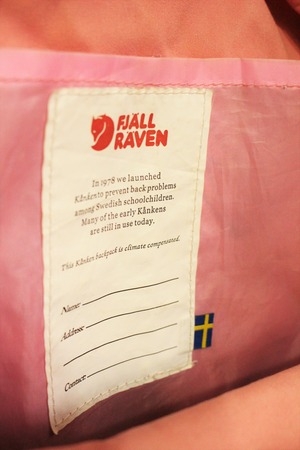 FJÄLL
RÄVEN
In 1978 we launched
Kånken to prevent back problems
among Swedish schoolchildren.
Many of the early Kånkens
are still in use today.
This Kånken backpack is climate compensated.
Name:
Address:
Contact: